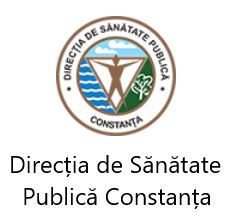 DIRECȚIA DE SĂNĂTATE PUBLICĂ
CONSTANȚA
Direcția de Sănătate
Publică Constanța